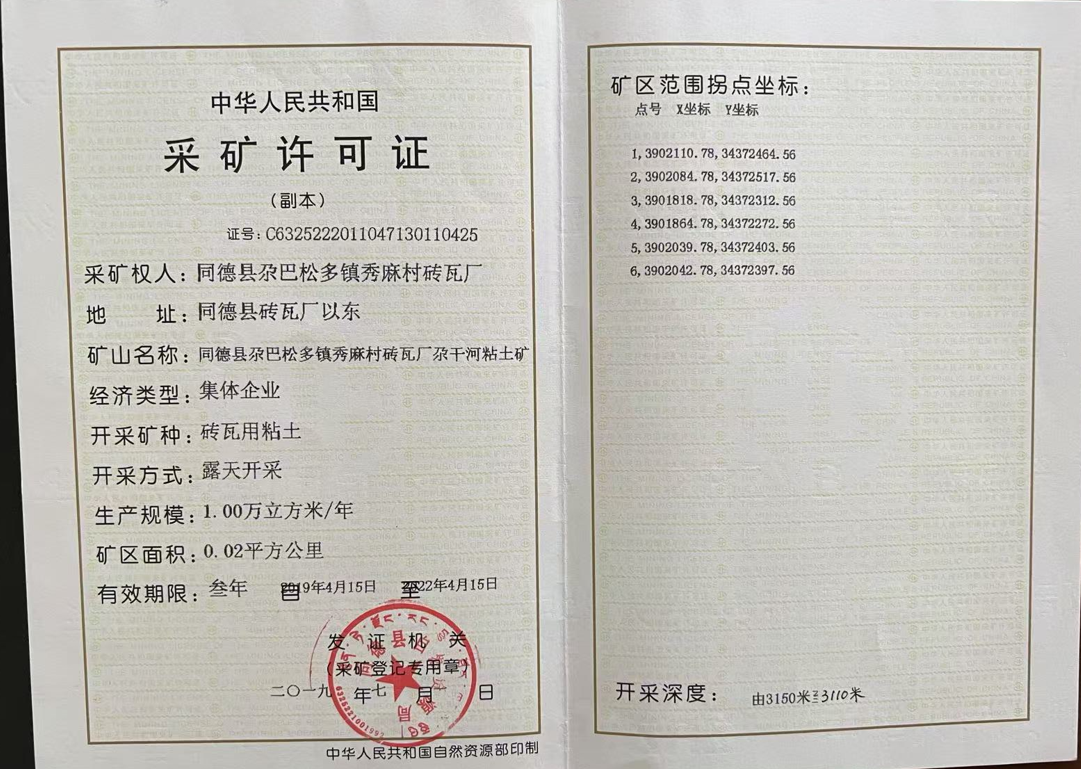 中华人民共和国
采矿许可证
(副本)
证号:C6325222011047130110425
采矿权人:同德县尕巴松多镇秀麻村砖瓦厂
地 址:同德县砖瓦厂以东
矿山名称:同德县尕巴松多镇秀麻村砖瓦厂尕干河粘土矿
经济类型:集体企业
开采矿种:砖瓦用粘土
开采方式:露天开采
生产规模:1.00万立方米/年
矿区面积:0.02平方公里
有效期限:叁年 自2019年4月15日 至2022年4月15日
发证机关
(采矿登记专用章)
二〇一九年 七月 日
中华人民共和国自然资源部印制
矿区范围拐点坐标:
点号 X坐标 Y坐标
1,3902110.78,34372464.56
2,3902084.78,34372517.56
3,3901818.78,34372312.56
4,3901864.78,34372272.56
5,3902039.78,34372403.56
6,3902042.78,34372397.56
开采深度: 由3150米至3110米